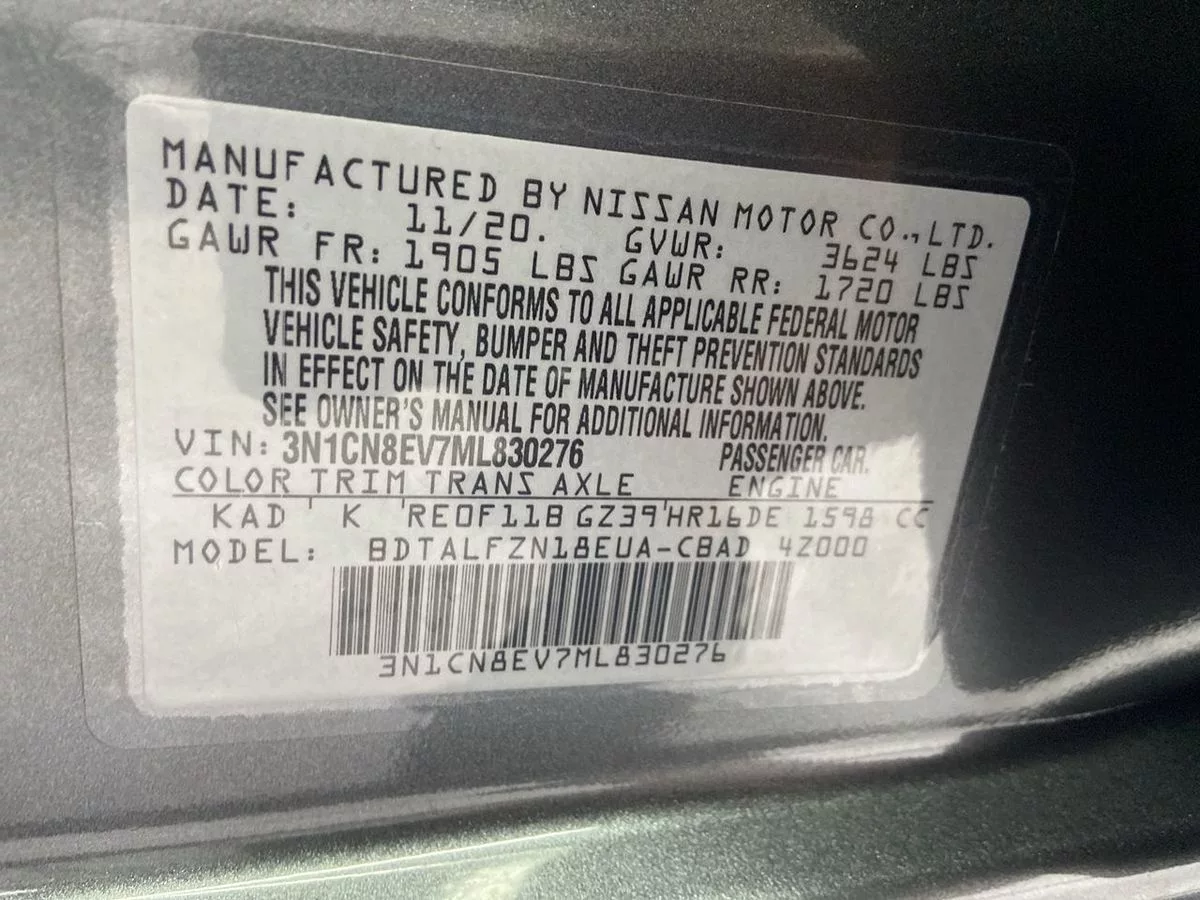 MANUFACTURED BY NISSAN MOTOR CO., LTD.
DATE: 11/20. GVWR: 3624 LBS
GAWR FR: 1905 LBS GAWR RR: 1720 LBS
THIS VEHICLE CONFORMS TO ALL APPLICABLE FEDERAL MOTOR
VEHICLE SAFETY, BUMPER AND THEFT PREVENTION STANDARDS
IN EFFECT ON THE DATE OF MANUFACTURE SHOWN ABOVE.
SEE OWNER'S MANUAL FOR ADDITIONAL INFORMATION.
VIN: 3N1CN8EV7ML830276 PASSENGER CAR.
COLOR TRIM TRANS AXLE ENGINE
KAD K RE0F11B GZ39 HR16DE 1598 CC
MODEL: BDTALFZN18EUA-CBAD 4Z000
3N1CN8EV7ML830276